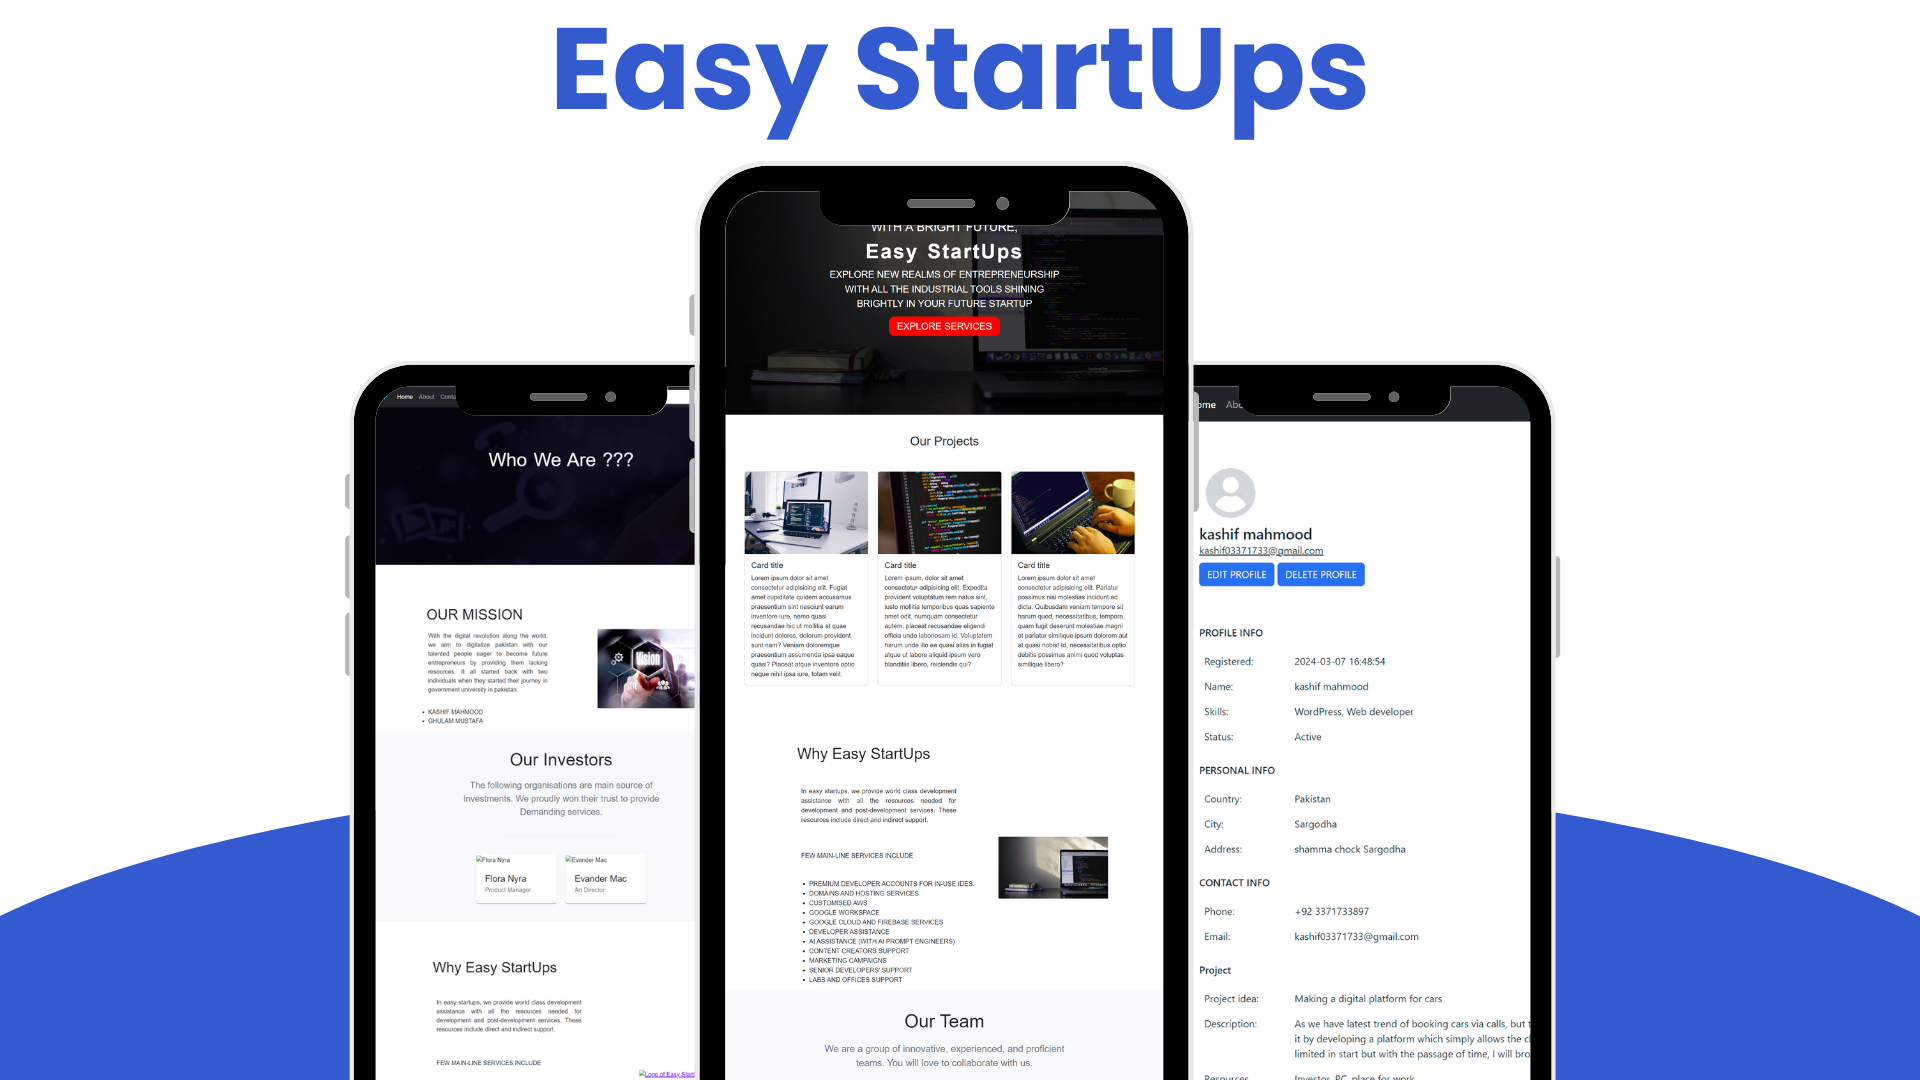 Easy StartUps
Home About
Who We Are ???
OUR MISSION
With the digital revolution along the world,
we aim to digitalize pakistan with our
talented people eager to become future
entrepreneurs by providing them lacking
resources. It all started back with two
individuals when they started their journey in
government university in pakistan.
Vision
KASHIF MAHMOOD
GHULAM MUSTAFA
Our Investors
The following organisations are main source of
Investments. We proudly won their trust to provide
Demanding services.
Flora Nyra
Evander Mac
Flora Nyra
Evander Mac
Product Manager
Art Director
Why Easy StartUps
In easy startups, we provide world class development
assistance with all the resources needed for
development and post-development services. These
resources include direct and indirect support.
FEW MAIN-LINE SERVICES INCLUDE
Logo of Easy Start
WITH A BRIGHT FUTURE,
Easy StartUps
EXPLORE NEW REALMS OF ENTREPRENEURSHIP
WITH ALL THE INDUSTRIAL TOOLS SHINING
BRIGHTLY IN YOUR FUTURE STARTUP
EXPLORE SERVICES
Our Projects
Card title
Lorem ipsum dolor sit amet
consectetur adipisicing elit. Fugiat
amet cupiditate quidem accusamus
praesentium sint nesciunt earum
inventore iure, nemo quasi
recusandae hic ut mollitia at quae
incidunt dolores, dolorum provident
sunt nam? Veniam doloremque
praesentium assumenda ipsa eaque
quasi? Placeat atque inventore optio
neque nihil ipsa iure, totam velit.
Card title
Lorem ipsum, dolor sit amet
consectetur adipisicing elit. Expedita
provident voluptatum rem natus sint,
iusto mollitia temporibus quas sapiente
amet odit, numquam consectetur
autem, placeat recusandae eligendi
officia unde laboriosam id. Voluptatem
harum unde illo ea quasi alias in fugiat
atque ut labore aliquid ipsum vero
blanditiis libero, reiciendis qui?
Card title
Lorem ipsum dolor sit amet
consectetur adipisicing elit. Pariatur
possimus nisi molestias incidunt ad
dicta. Quibusdam veniam tempore sit
harum quod, necessitatibus, tempora,
quam fugit deserunt molestiae magni
ot pariatur similique ipsum dolorem aut
at quasi nobis! Id, necessitatibus optio
debitis possimus animi quod voluptas
similique libero?
Why Easy StartUps
In easy startups, we provide world class development
assistance with all the resources needed for
development and post-development services. These
resources include direct and indirect support.
FEW MAIN-LINE SERVICES INCLUDE
PREMIUM DEVELOPER ACCOUNTS FOR IN-USE IDES.
DOMAINS AND HOSTING SERVICES
CUSTOMISED AWS
GOOGLE WORKSPACE
GOOGLE CLOUD AND FIREBASE SERVICES
DEVELOPER ASSISTANCE
AI ASSISTANCE (WITH AI PROMPT ENGINEERS)
CONTENT CREATORS SUPPORT
MARKETING CAMPAIGNS
SENIOR DEVELOPERS' SUPPORT
LABS AND OFFICES SUPPORT
Our Team
We are a group of innovative, experienced, and proficient
teams. You will love to collaborate with us.
ome Abo
kashif mahmood
kashif03371733@gmail.com
EDIT PROFILE DELETE PROFILE
PROFILE INFO
Registered: 2024-03-07 16:48:54
Name: kashif mahmood
Skills: WordPress, Web developer
Status: Active
PERSONAL INFO
Country: Pakistan
City: Sargodha
Address: shamma chock Sargodha
CONTACT INFO
Phone: +92 3371733897
Email: kashif03371733@gmail.com
Project
Project idea: Making a digital platform for cars
Description: As we have latest trend of booking cars via calls, but
it by developing a platform which simply allows the
limited in start but with the passage of time, I will bro
Resources Investor, PC, place for work